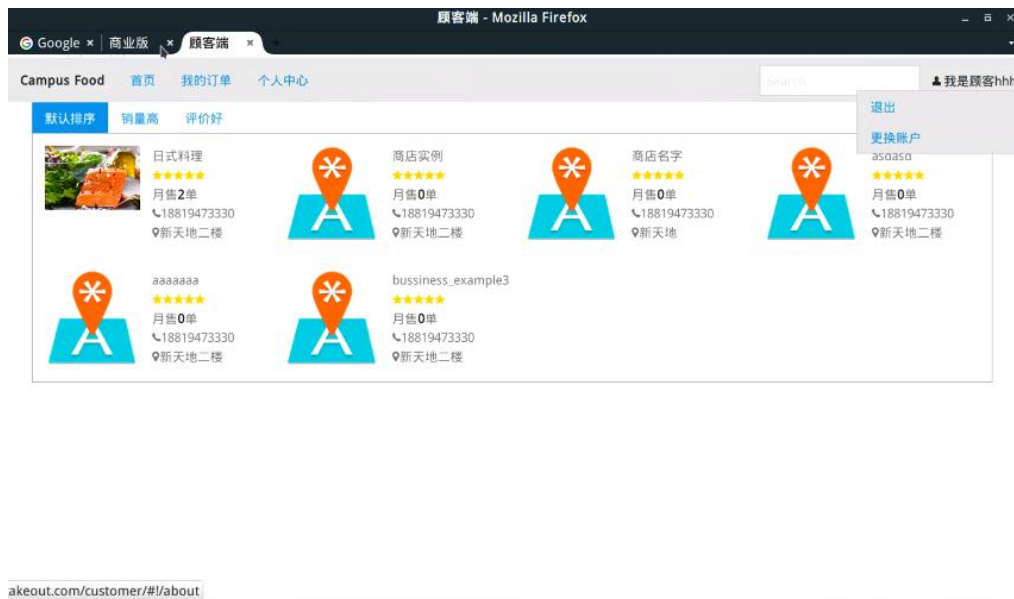 顾客端 - Mozilla Firefox
Google × 商业版 × 顾客端 ×
Campus Food 首页 我的订单 个人中心 Search 我是顾客hhh
退出
更换账户
默认排序 销量高 评价好
日式料理
月售2单
18819473330
新天地二楼
商店实例
月售0单
18819473330
新天地二楼
商店名字
月售0单
18819473330
新天地
asdasd
月售0单
18819473330
新天地二楼
aaaaaaa
月售0单
18819473330
新天地二楼
bussiness_example3
月售0单
18819473330
新天地二楼
akeout.com/customer/#!/about